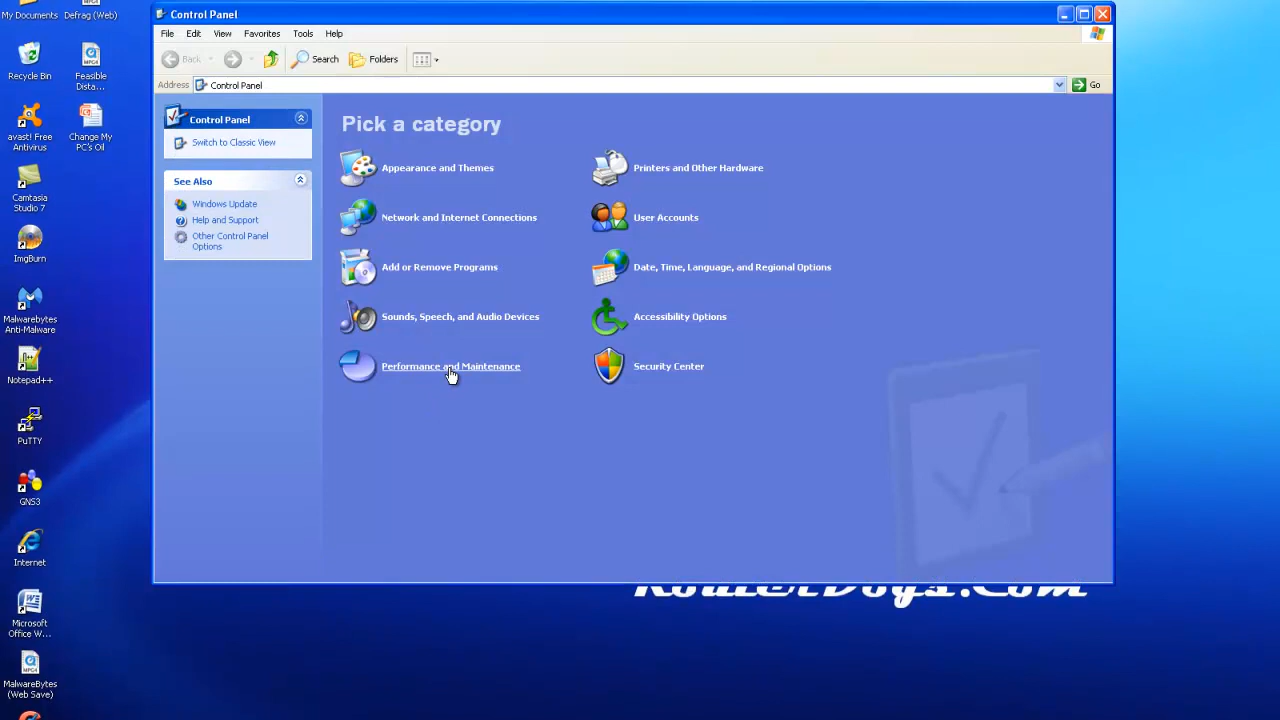 My Documents
Defrag (Web)
Recycle Bin
Feasible
Dista...
avast! Free
Antivirus
Change My
PC's Oil
Camtasia
Studio 7
ImgBurn
Malwarebytes
Anti-Malware
Notepad++
PuTTY
GNS3
Internet
Microsoft
Office W...
MalwareBytes
(Web Save)
Control Panel
File Edit View Favorites Tools Help
Back Search Folders
Address Control Panel Go
Control Panel
Switch to Classic View
See Also
Windows Update
Help and Support
Other Control Panel
Options
Pick a category
Appearance and Themes
Printers and Other Hardware
Network and Internet Connections
User Accounts
Add or Remove Programs
Date, Time, Language, and Regional Options
Sounds, Speech, and Audio Devices
Accessibility Options
Performance and Maintenance
Security Center
RouterDogs.Com